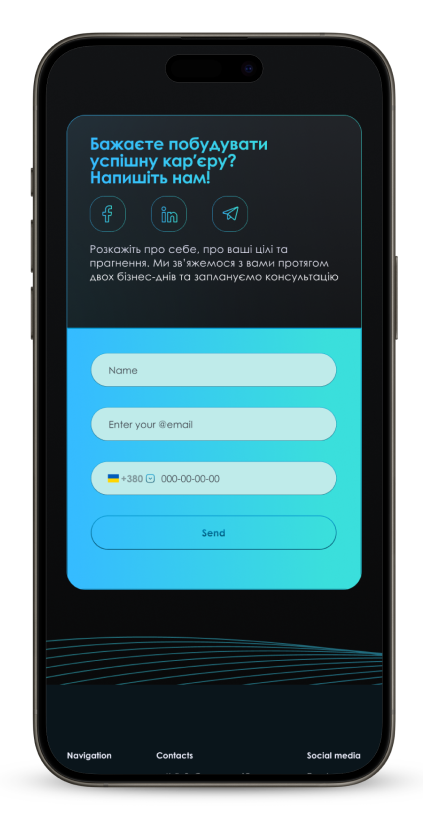 Бажаєте побудувати
успішну кар’єру?
Напишіть нам!
f
in
Розкажіть про себе, про ваші цілі та
прагнення. Ми зв’яжемося з вами протягом
двох бізнес-днів та заплануємо консультацію
Name
Enter your @email
+380 000-00-00-00
Send
Navigation Contacts Social media